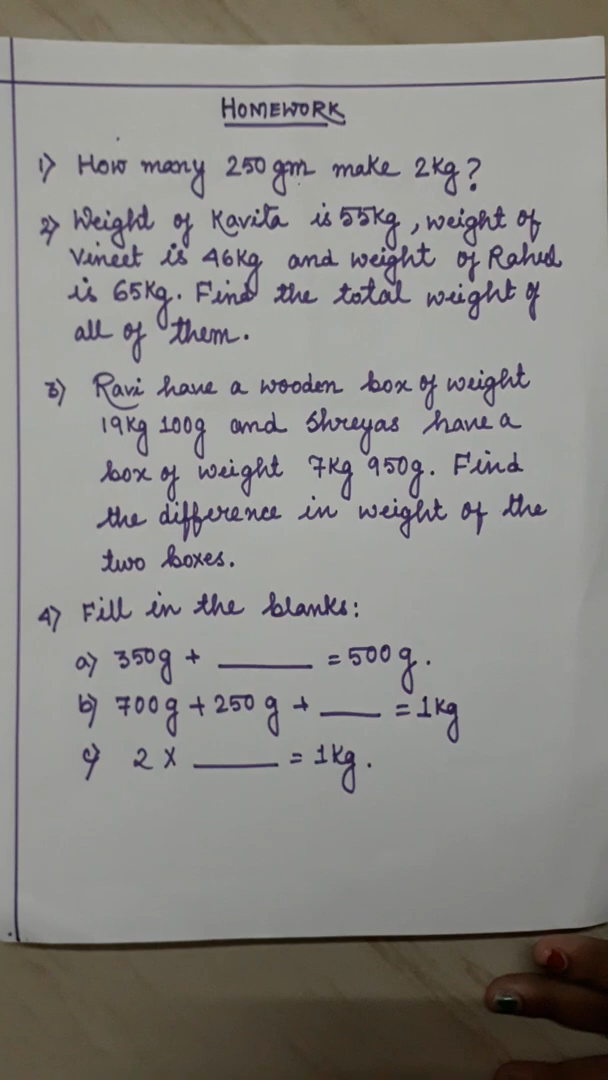 HOMEWORK
1) How many 250 gm make 2Kg?
2) Weight of Kavita is 55Kg, weight of
Vineet is 46Kg and weight of Rahul
is 65Kg. Find the total weight of
all of them.
3) Ravi have a wooden box of weight
19Kg 100g and Shreyas have a
box of weight 7Kg 950g. Find
the difference in weight of the
two boxes.
4) Fill in the blanks:
a) 350g + _____ = 500g.
b) 700g + 250g + ____ = 1Kg
c) 2 x _____ = 1Kg.